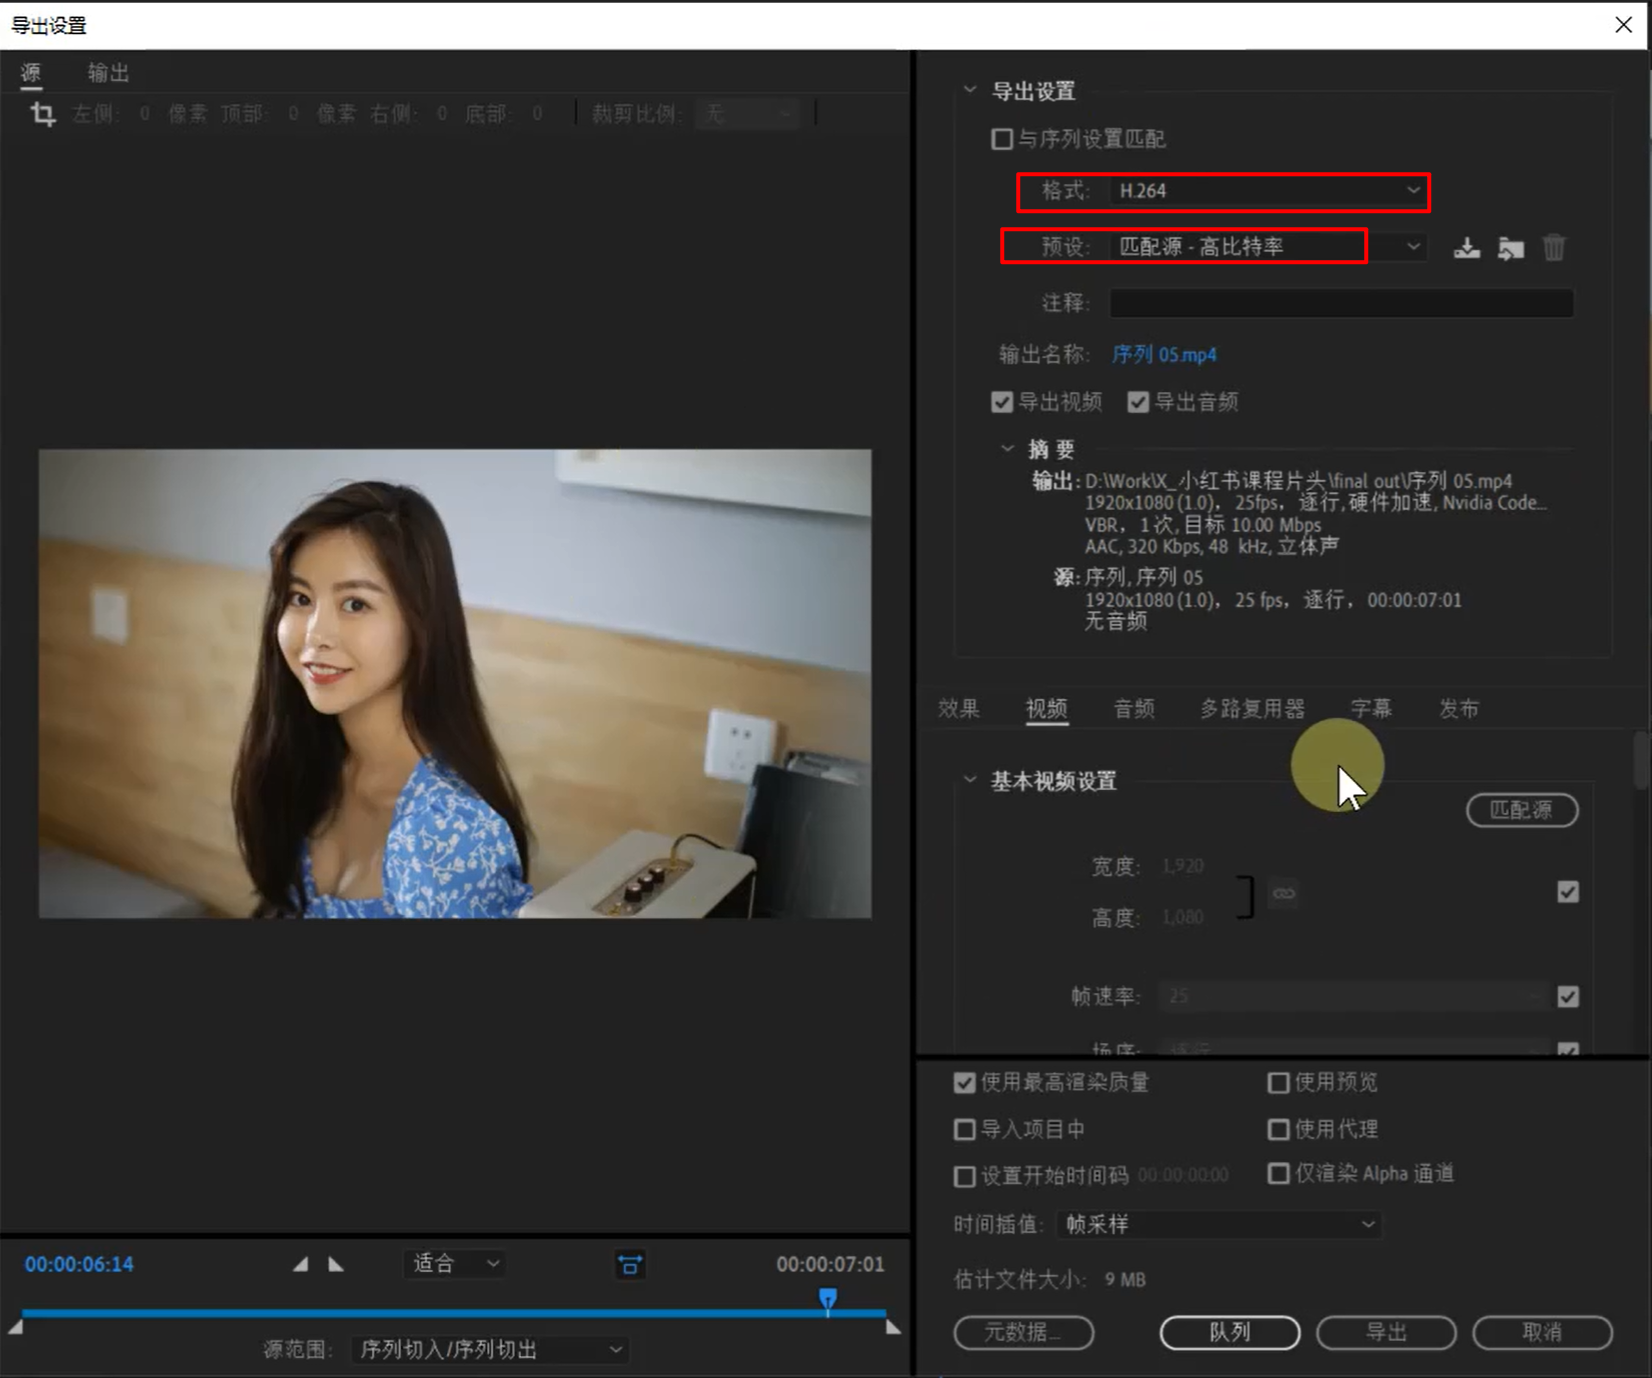 导出设置
源 输出
左侧: 0 像素 顶部: 0 像素 右侧: 0 底部: 0 裁剪比例: 无
导出设置
与序列设置匹配
格式: H.264
预设: 匹配源 - 高比特率
注释:
输出名称: 序列 05.mp4
导出视频 导出音频
摘要
输出: D:\Work\X_小红书课程片头\final out\序列 05.mp4
1920x1080 (1.0), 25fps, 逐行, 硬件加速, Nvidia Code...
VBR, 1 次, 目标 10.00 Mbps
AAC, 320 Kbps, 48 kHz, 立体声
源: 序列, 序列 05
1920x1080 (1.0), 25 fps, 逐行, 00:00:07:01
无音频
效果 视频 音频 多路复用器 字幕 发布
基本视频设置
匹配源
宽度: 1,920
高度: 1,080
帧速率: 25
场序: 逐行
使用最高渲染质量 使用预览
导入项目中 使用代理
设置开始时间码 00:00:00:00 仅渲染 Alpha 通道
时间插值: 帧采样
估计文件大小: 9 MB
元数据... 队列 导出 取消
00:00:06:14 适合 00:00:07:01
源范围: 序列切入/序列切出